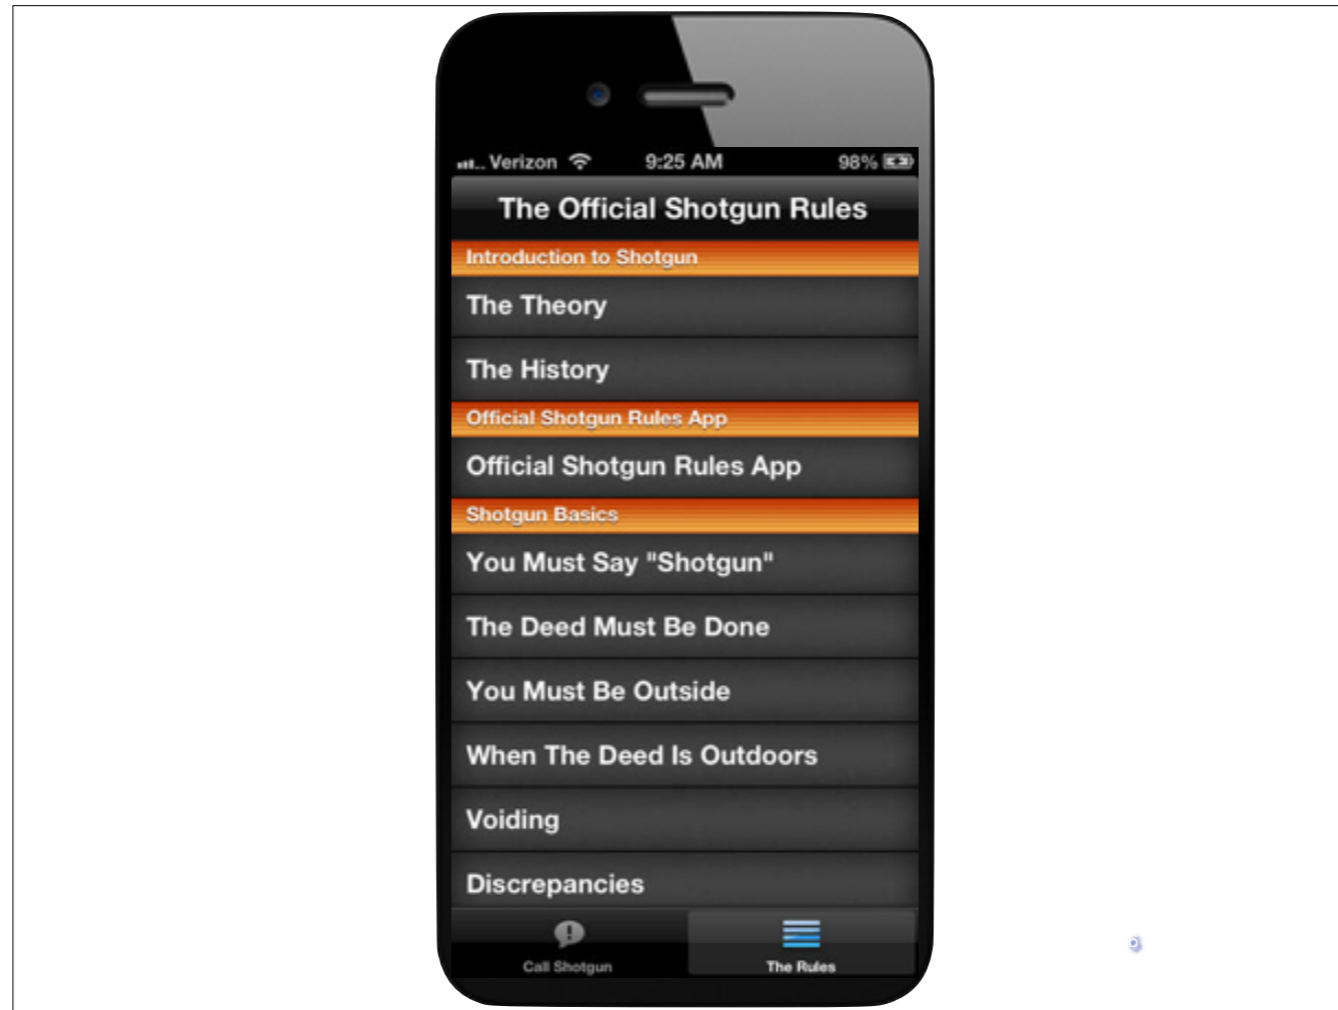 Verizon 9:25 AM 98%
The Official Shotgun Rules
Introduction to Shotgun
The Theory
The History
Official Shotgun Rules App
Official Shotgun Rules App
Shotgun Basics
You Must Say "Shotgun"
The Deed Must Be Done
You Must Be Outside
When The Deed Is Outdoors
Voiding
Discrepancies
Call Shotgun The Rules